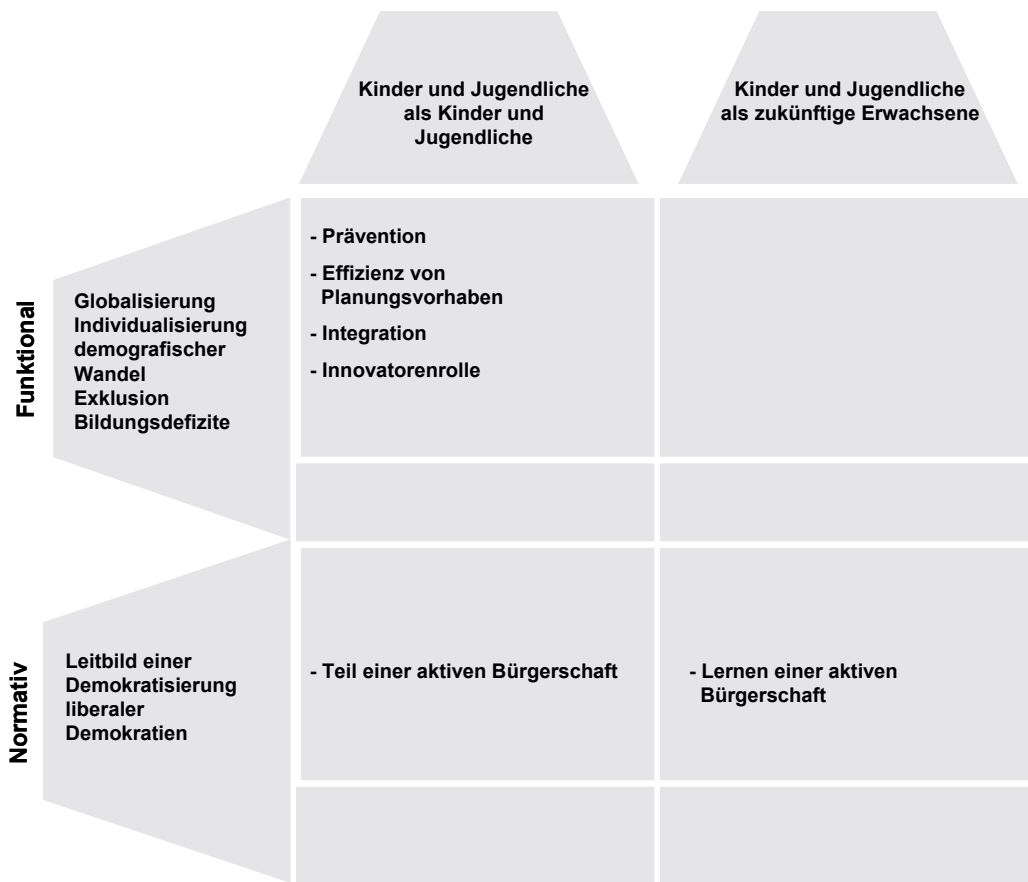 Kinder und Jugendliche
als Kinder und
Jugendliche
Kinder und Jugendliche
als zukünftige Erwachsene
Funktional
Globalisierung
Individualisierung
demografischer
Wandel
Exklusion
Bildungsdefizite
- Prävention
- Effizienz von
Planungsvorhaben
- Integration
- Innovatorenrolle
Normativ
Leitbild einer
Demokratisierung
liberaler
Demokratien
- Teil einer aktiven Bürgerschaft
- Lernen einer aktiven
Bürgerschaft